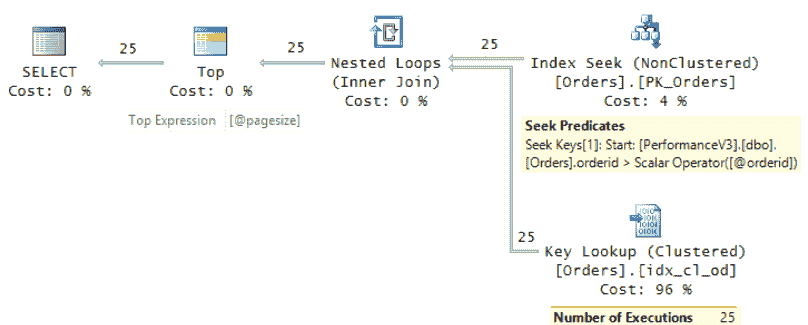 25
25
25
SELECT
Cost: 0 %
Top
Cost: 0 %
Top Expression [@pagesize]
Nested Loops
(Inner Join)
Cost: 0 %
Index Seek (NonClustered)
[Orders].[PK_Orders]
Cost: 4 %
Seek Predicates
Seek Keys[1]: Start: [PerformanceV3].[dbo].
[Orders].orderid > Scalar Operator([@orderid])
25
Key Lookup (Clustered)
[Orders].[idx_cl_od]
Cost: 96 %
Number of Executions 25